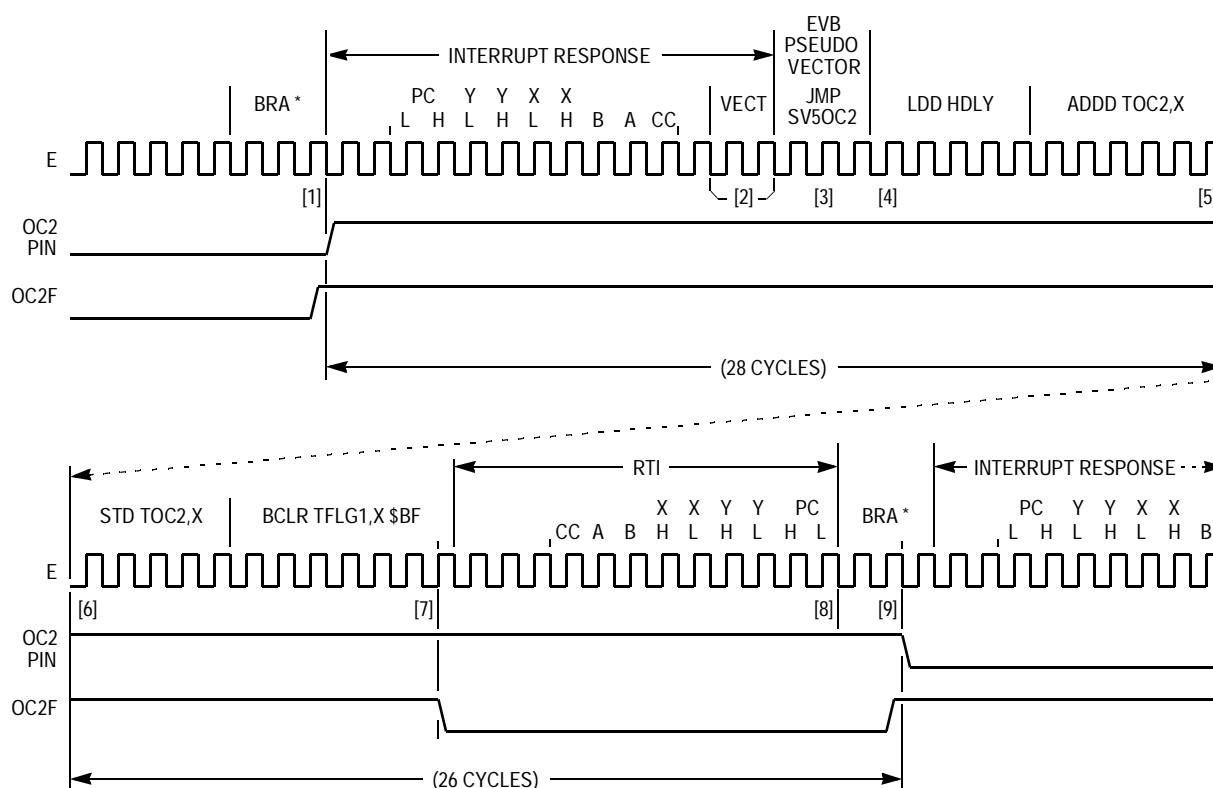 EVB
PSEUDO
VECTOR
INTERRUPT RESPONSE
BRA *
PC Y Y X X
L H L H L H B A CC
VECT
JMP
SV5OC2
LDD HDLY
ADDD TOC2,X
E
[1]
[2]
[3]
[4]
[5]
OC2
PIN
OC2F
(28 CYCLES)
RTI
INTERRUPT RESPONSE
STD TOC2,X
BCLR TFLG1,X $BF
X X Y Y PC
CC A B H L H L H L
BRA *
PC Y Y X X
L H L H L H B
E
[6]
[7]
[8]
[9]
OC2
PIN
OC2F
(26 CYCLES)